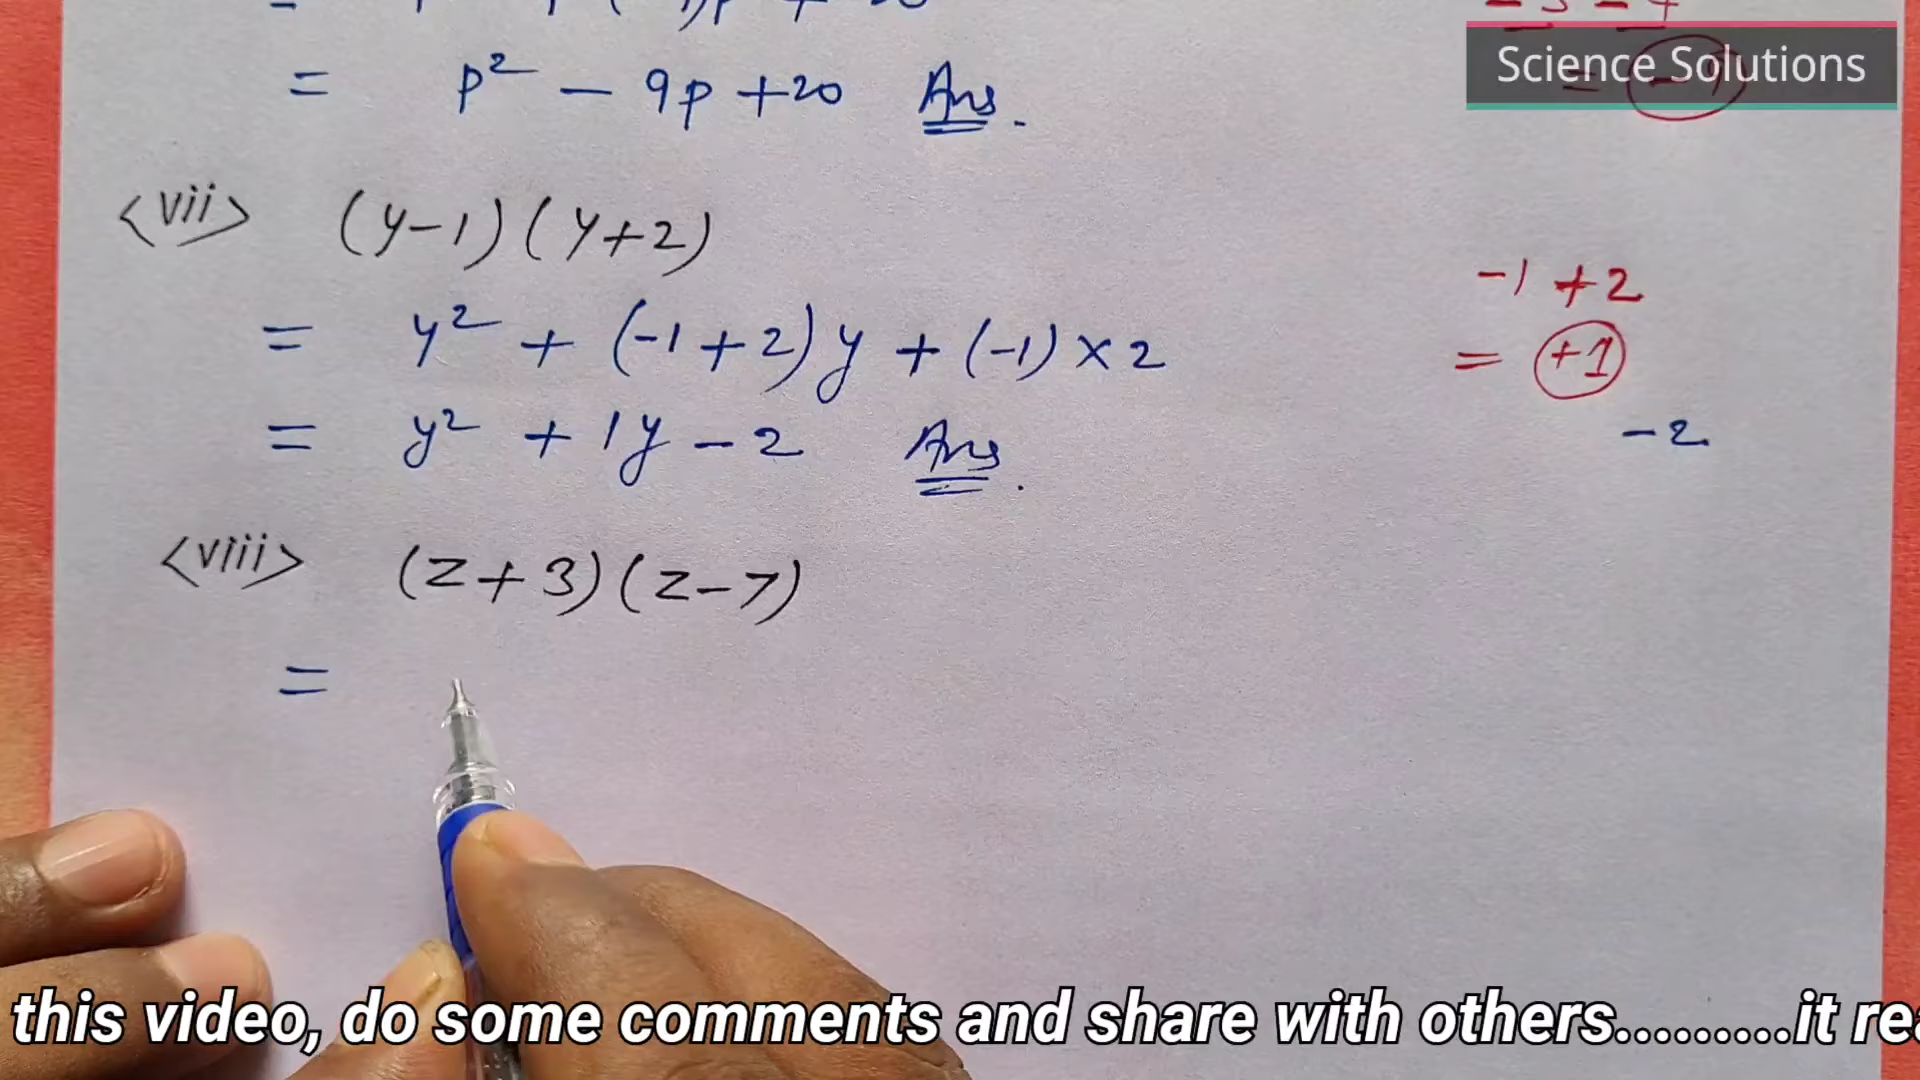 Science Solutions
= p² - 9p + 20 Ans.
<vii> (y-1)(y+2)
-1 +2
= y² + (-1+2)y + (-1)×2
= +1
= y² + 1y - 2 Ans.
-2
<viii> (z+3)(z-7)
=
this video, do some comments and share with others.........it rea